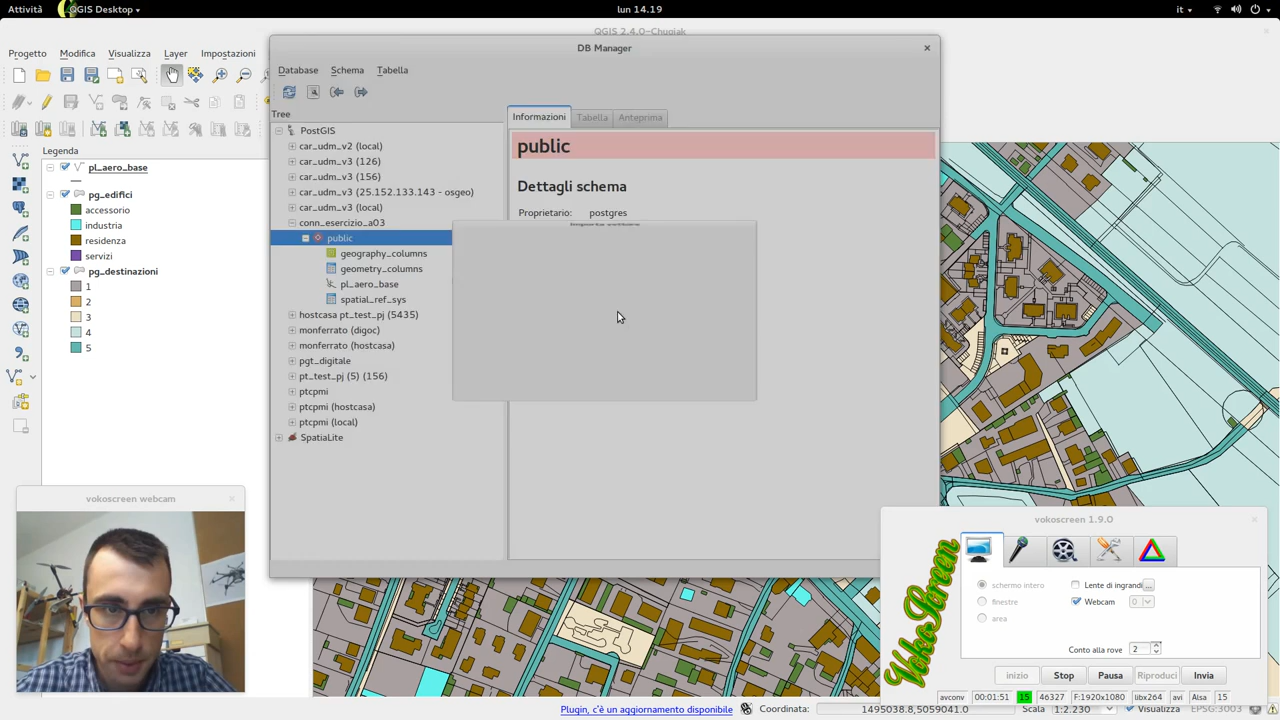 Attività
QGIS Desktop
lun 14.19
it
QGIS 2.4.0-Chugiak
Progetto Modifica Visualizza Layer Impostazioni
DB Manager
Database Schema Tabella
Tree
PostGIS
car_udm_v2 (local)
car_udm_v3 (126)
car_udm_v3 (156)
car_udm_v3 (25.152.133.143 - osgeo)
car_udm_v3 (local)
conn_esercizio_a03
public
geography_columns
geometry_columns
pl_aero_base
spatial_ref_sys
hostcasa pt_test_pj (5435)
monferrato (digoc)
monferrato (hostcasa)
pgt_digitale
pt_test_pj (5) (156)
ptcpmi
ptcpmi (hostcasa)
ptcpmi (local)
SpatiaLite
Informazioni Tabella Anteprima
public
Dettagli schema
Proprietario: postgres
Legenda
pl_aero_base
pg_edifici
accessorio
industria
residenza
servizi
pg_destinazioni
1
2
3
4
5
vokoscreen webcam
vokoscreen 1.9.0
VokoScreen
schermo intero
finestre
area
Lente di ingrandi ...
Webcam 0
Conto alla rove 2
inizio Stop Pausa Riproduci Invia
avconv 00:01:51 15 46327 F:1920x1080 libx264 avi Alsa 15
Plugin, c'è un aggiornamento disponibile
Coordinata: 1495038.8,5059041.0 Scala 1:2.230 Visualizza EPSG:3003